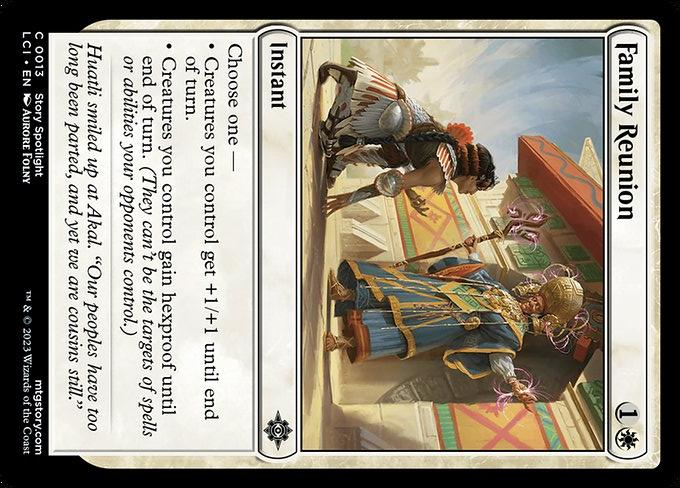 Family Reunion 1
Instant
Choose one —
• Creatures you control get +1/+1 until end
of turn.
• Creatures you control gain hexproof until
end of turn. (They can't be the targets of spells
or abilities your opponents control.)
Huatli smiled up at Akal. "Our peoples have too
long been parted, and yet we are cousins still."
C 0013 Story Spotlight mtgstory.com
LCI • EN Aurore Folny ™ & © 2023 Wizards of the Coast